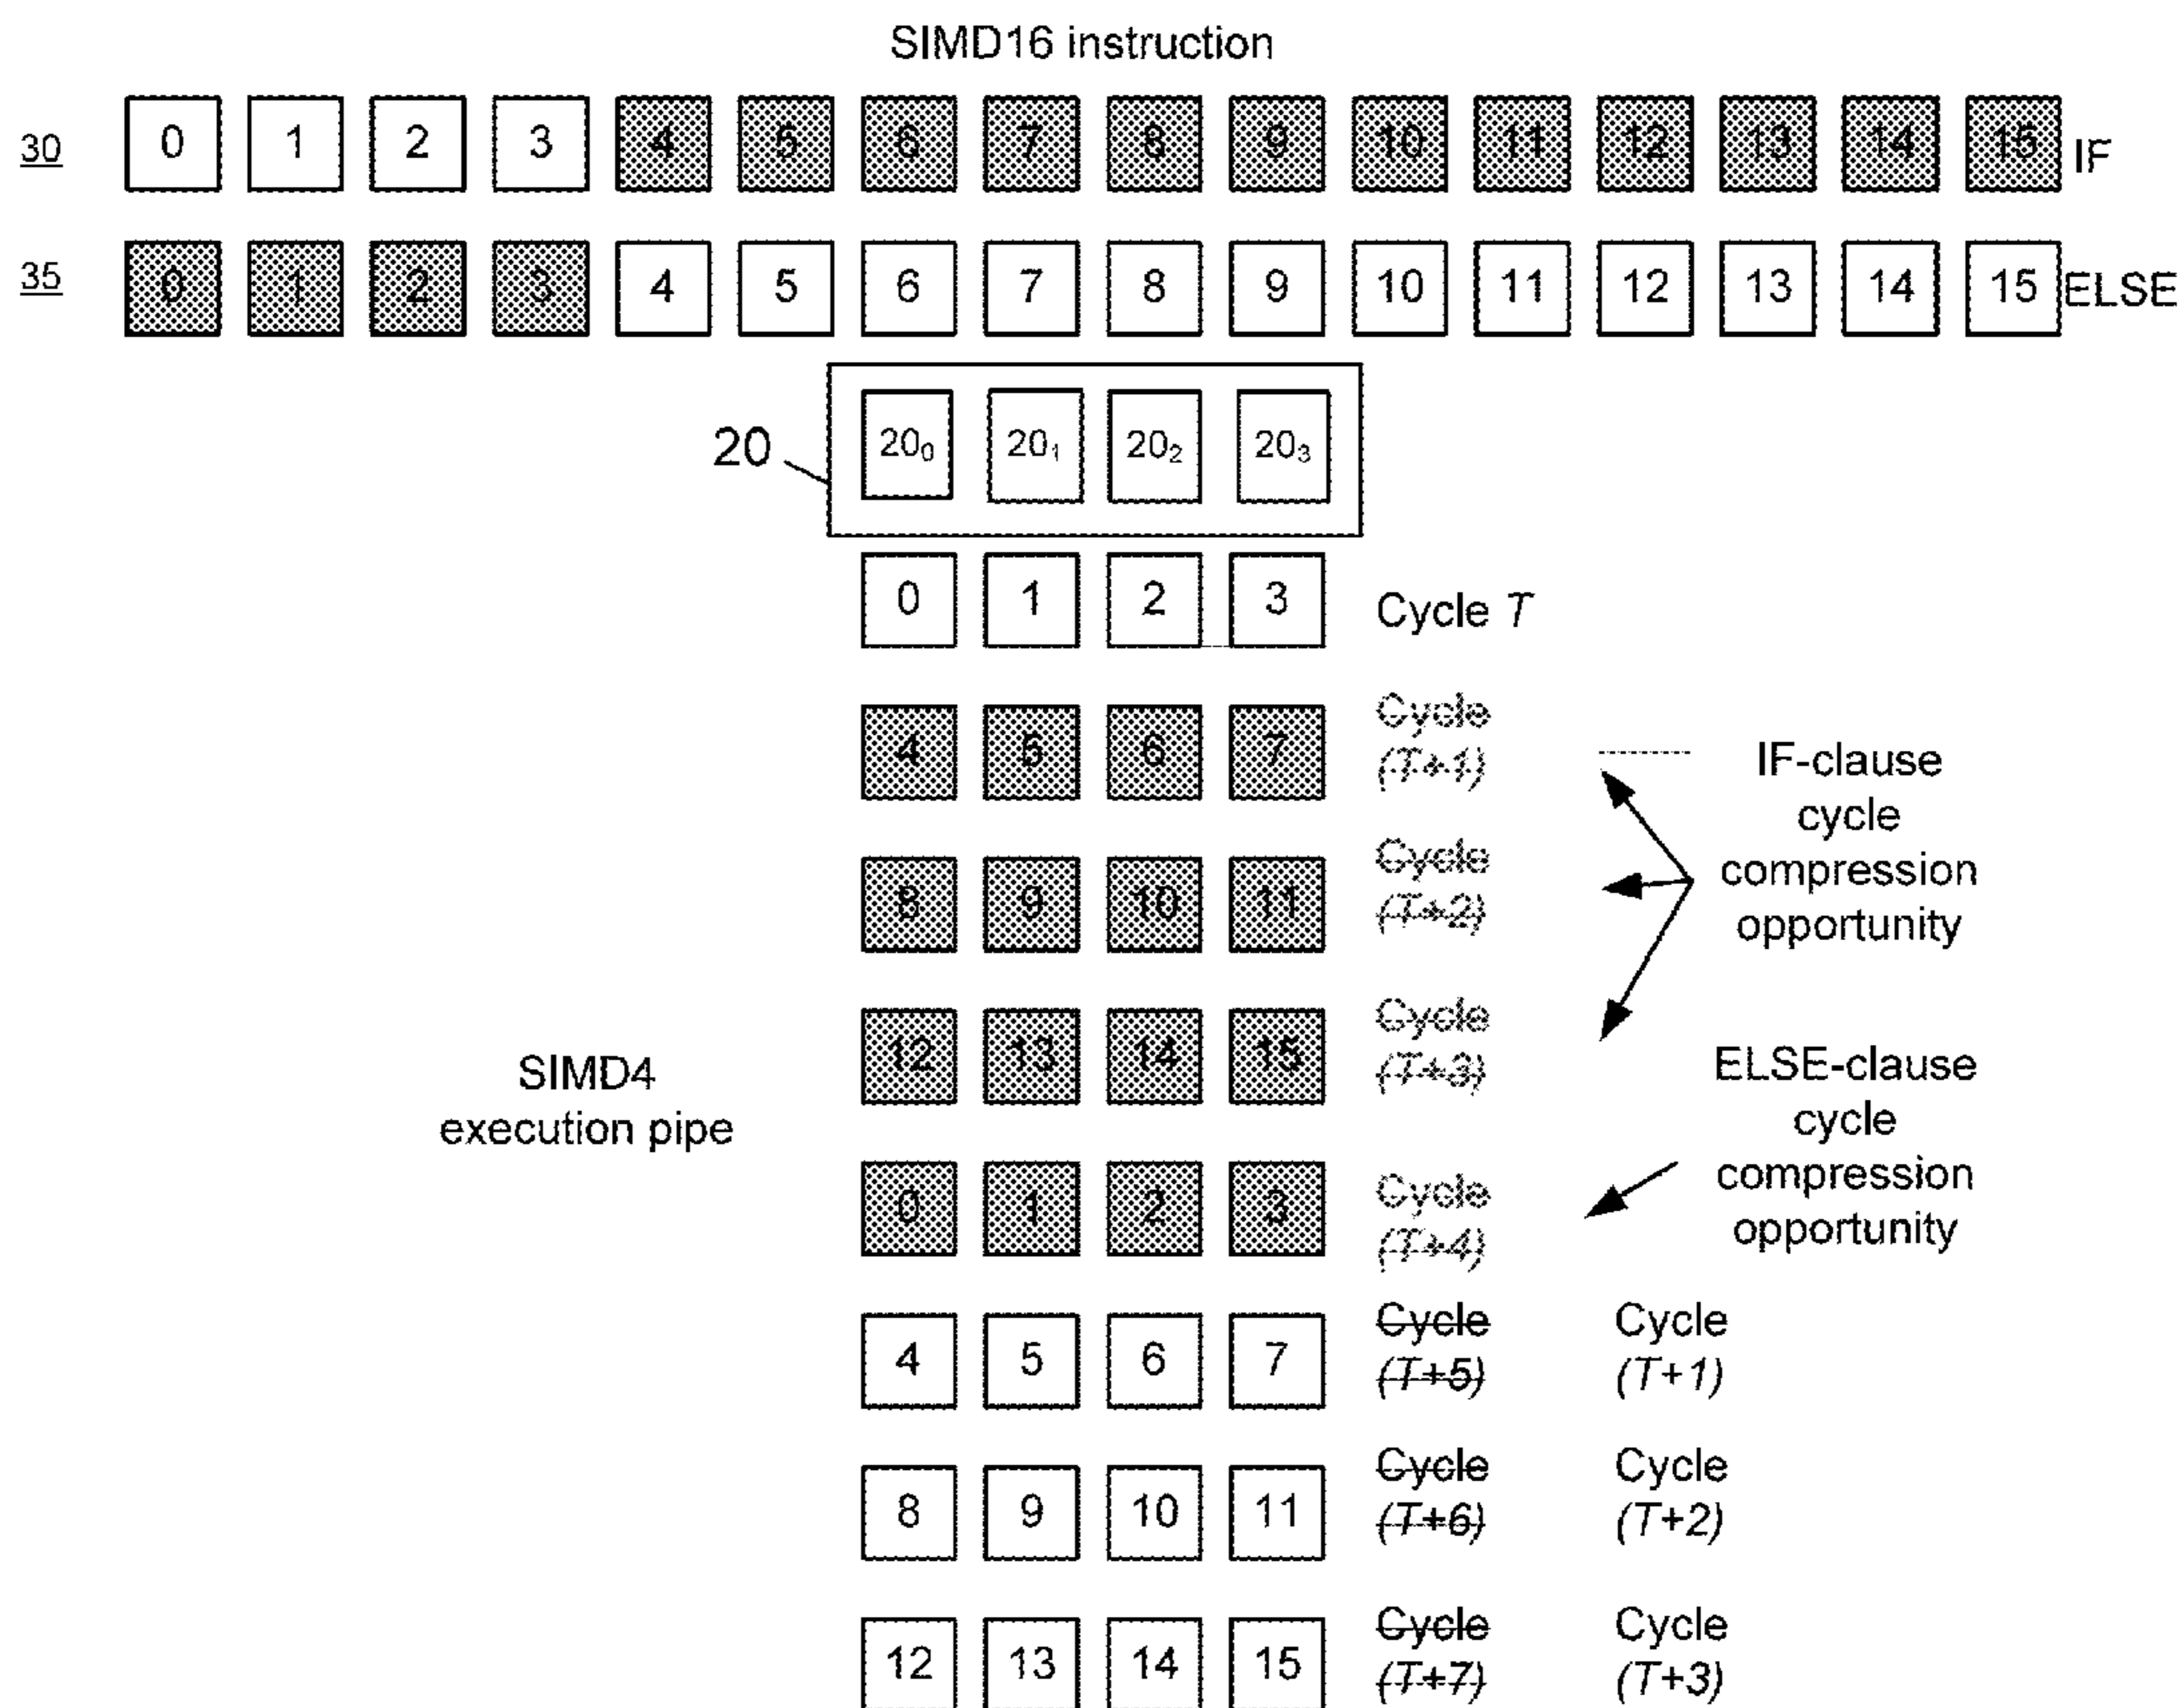 SIMD16 instruction
30 0 1 2 3 4 5 6 7 8 9 10 11 12 13 14 15 IF
35 0 1 2 3 4 5 6 7 8 9 10 11 12 13 14 15 ELSE
20 20₀ 20₁ 20₂ 20₃
0 1 2 3 Cycle T
4 5 6 7 Cycle
(T+1)
IF-clause
cycle
compression
opportunity
8 9 10 11 Cycle
(T+2)
12 13 14 15 Cycle
(T+3)
SIMD4
execution pipe
ELSE-clause
cycle
compression
opportunity
0 1 2 3 Cycle
(T+4)
4 5 6 7 Cycle Cycle
(T+5) (T+1)
8 9 10 11 Cycle Cycle
(T+6) (T+2)
12 13 14 15 Cycle Cycle
(T+7) (T+3)